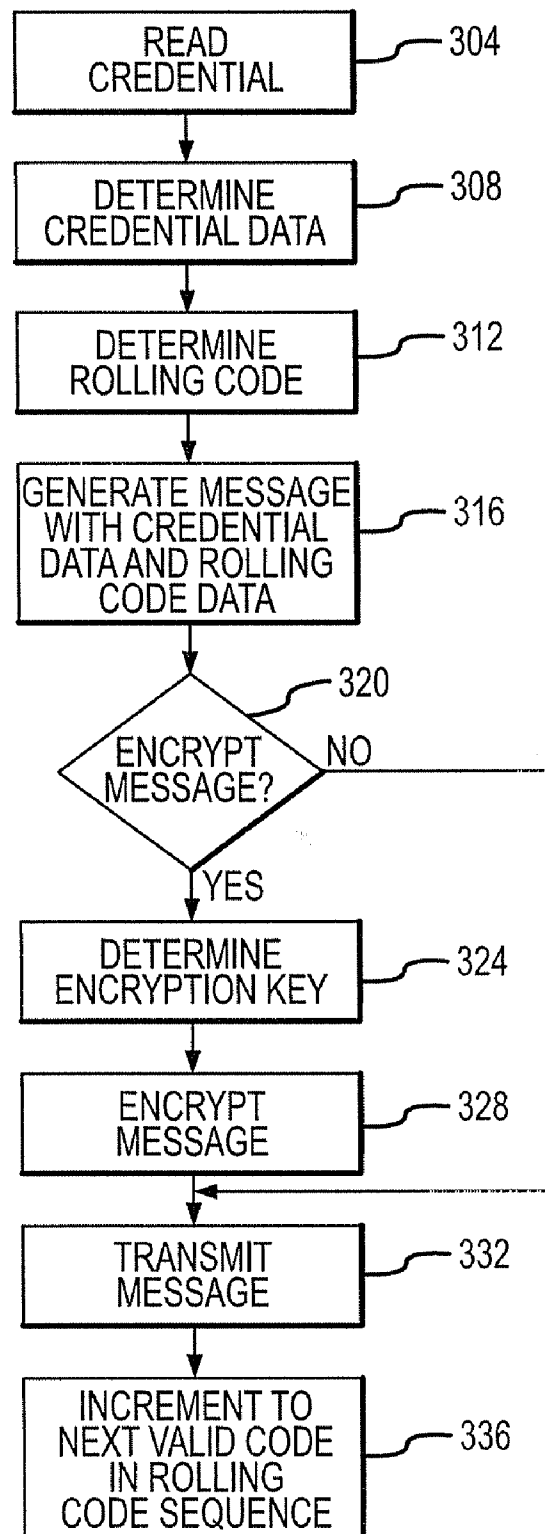 READ
CREDENTIAL
304
DETERMINE
CREDENTIAL DATA
308
DETERMINE
ROLLING CODE
312
GENERATE MESSAGE
WITH CREDENTIAL
DATA AND ROLLING
CODE DATA
316
320
ENCRYPT
MESSAGE?
NO
YES
DETERMINE
ENCRYPTION KEY
324
ENCRYPT
MESSAGE
328
TRANSMIT
MESSAGE
332
INCREMENT TO
NEXT VALID CODE
IN ROLLING
CODE SEQUENCE
336